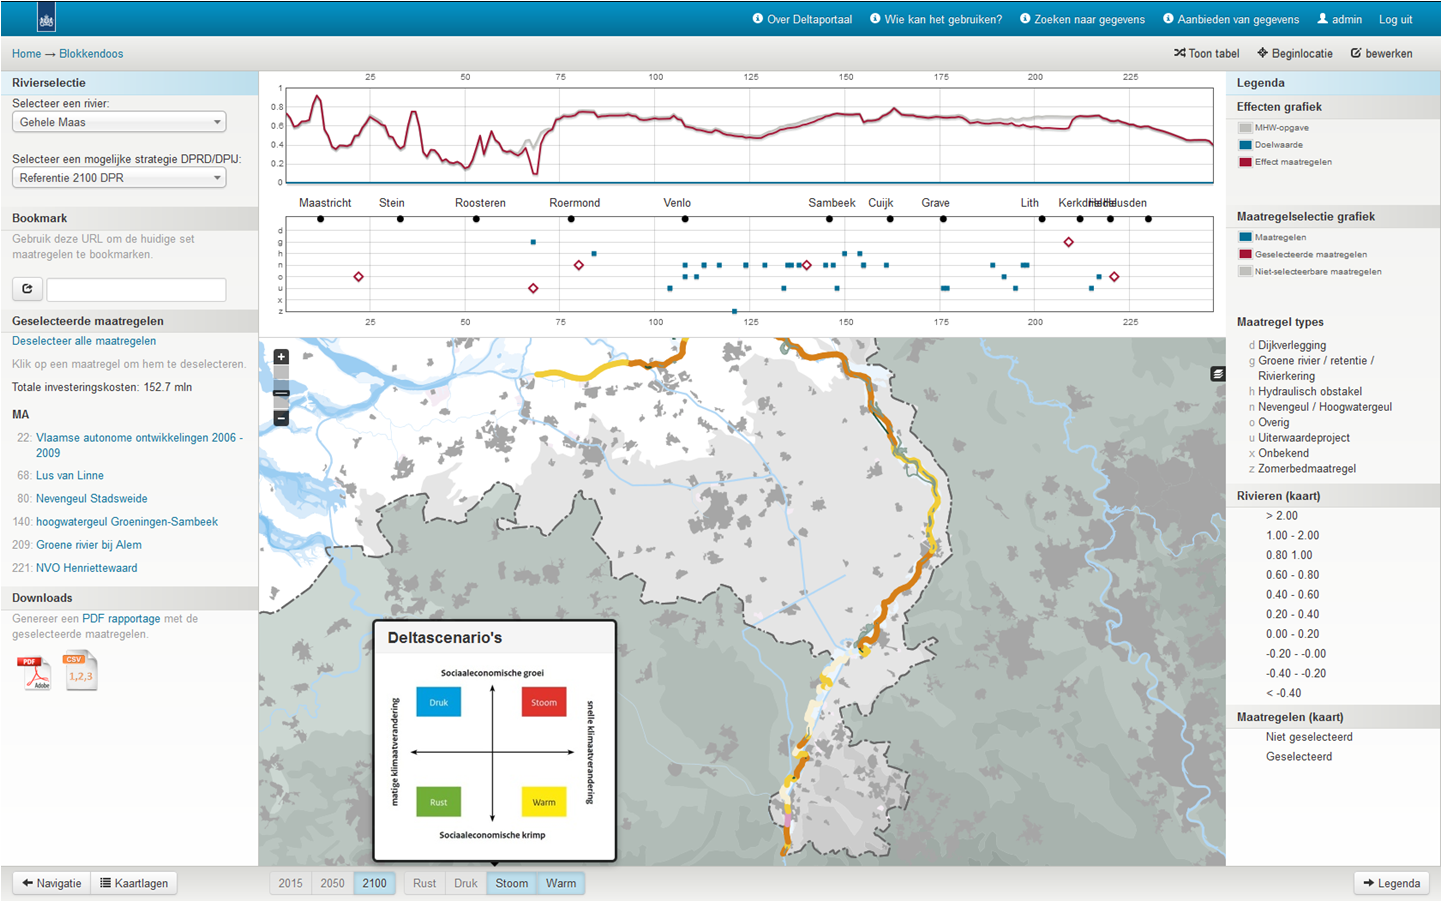 Over Deltaportaal Wie kan het gebruiken? Zoeken naar gegevens Aanbieden van gegevens admin Log uit
Home → Blokkendoos
Toon tabel Beginlocatie bewerken
Rivierselectie
Selecteer een rivier:
Gehele Maas
Selecteer een mogelijke strategie DPRD/DPIJ:
Referentie 2100 DPR
Bookmark
Gebruik deze URL om de huidige set
maatregelen te bookmarken.
Geselecteerde maatregelen
Deselecteer alle maatregelen
Klik op een maatregel om hem te deselecteren.
Totale investeringskosten: 152.7 mln
MA
22: Vlaamse autonome ontwikkelingen 2006 -
2009
68: Lus van Linne
80: Nevengeul Stadsweide
140: hoogwatergeul Groeningen-Sambeek
209: Groene rivier bij Alem
221: NVO Henriettewaard
Downloads
Genereer een PDF rapportage met de
geselecteerde maatregelen.
PDF
Adobe
CSV
1,2,3
25 50 75 100 125 150 175 200 225
1
0.8
0.6
0.4
0.2
0
Maastricht Stein Roosteren Roermond Venlo Sambeek Cuijk Grave Lith
d
g
h
n
o
u
x
z
25 50 75 100 125 150 175 200 225
+
−
Deltascenario's
Sociaaleconomische groei
Druk
Stoom
matige klimaatverandering
snelle klimaatverandering
Rust
Warm
Sociaaleconomische krimp
Legenda
Effecten grafiek
MHW-opgave
Doelwaarde
Effect maatregelen
Maatregelselectie grafiek
Maatregelen
Geselecteerde maatregelen
Niet-selecteerbare maatregelen
Maatregel types
d Dijkverlegging
g Groene rivier / retentie /
Rivierkering
h Hydraulisch obstakel
n Nevengeul / Hoogwatergeul
o Overig
u Uiterwaardeproject
x Onbekend
z Zomerbedmaatregel
Rivieren (kaart)
> 2.00
1.00 - 2.00
0.80 1.00
0.60 - 0.80
0.40 - 0.60
0.20 - 0.40
0.00 - 0.20
-0.20 - -0.00
-0.40 - -0.20
< -0.40
Maatregelen (kaart)
Niet geselecteerd
Geselecteerd
Navigatie Kaartlagen
2015 2050 2100 Rust Druk Stoom Warm
Legenda